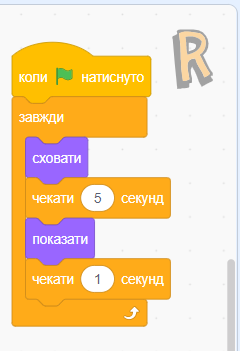 R
коли натиснуто
завжди
сховати
чекати 5 секунд
показати
чекати 1 секунд